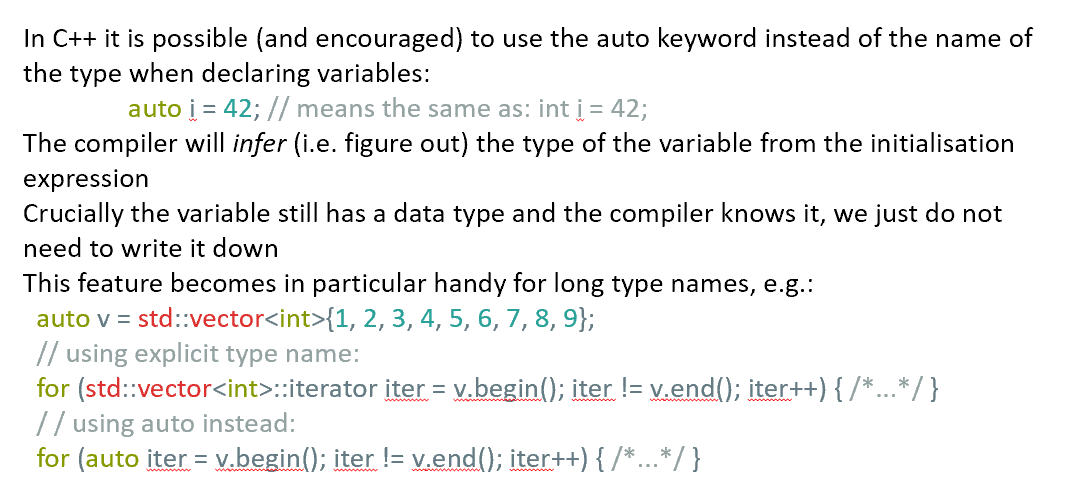 In C++ it is possible (and encouraged) to use the auto keyword instead of the name of
the type when declaring variables:
auto i = 42; // means the same as: int i = 42;
The compiler will infer (i.e. figure out) the type of the variable from the initialisation
expression
Crucially the variable still has a data type and the compiler knows it, we just do not
need to write it down
This feature becomes in particular handy for long type names, e.g.:
auto v = std::vector<int>{1, 2, 3, 4, 5, 6, 7, 8, 9};
// using explicit type name:
for (std::vector<int>::iterator iter = v.begin(); iter != v.end(); iter++) { /*...*/ }
// using auto instead:
for (auto iter = v.begin(); iter != v.end(); iter++) { /*...*/ }